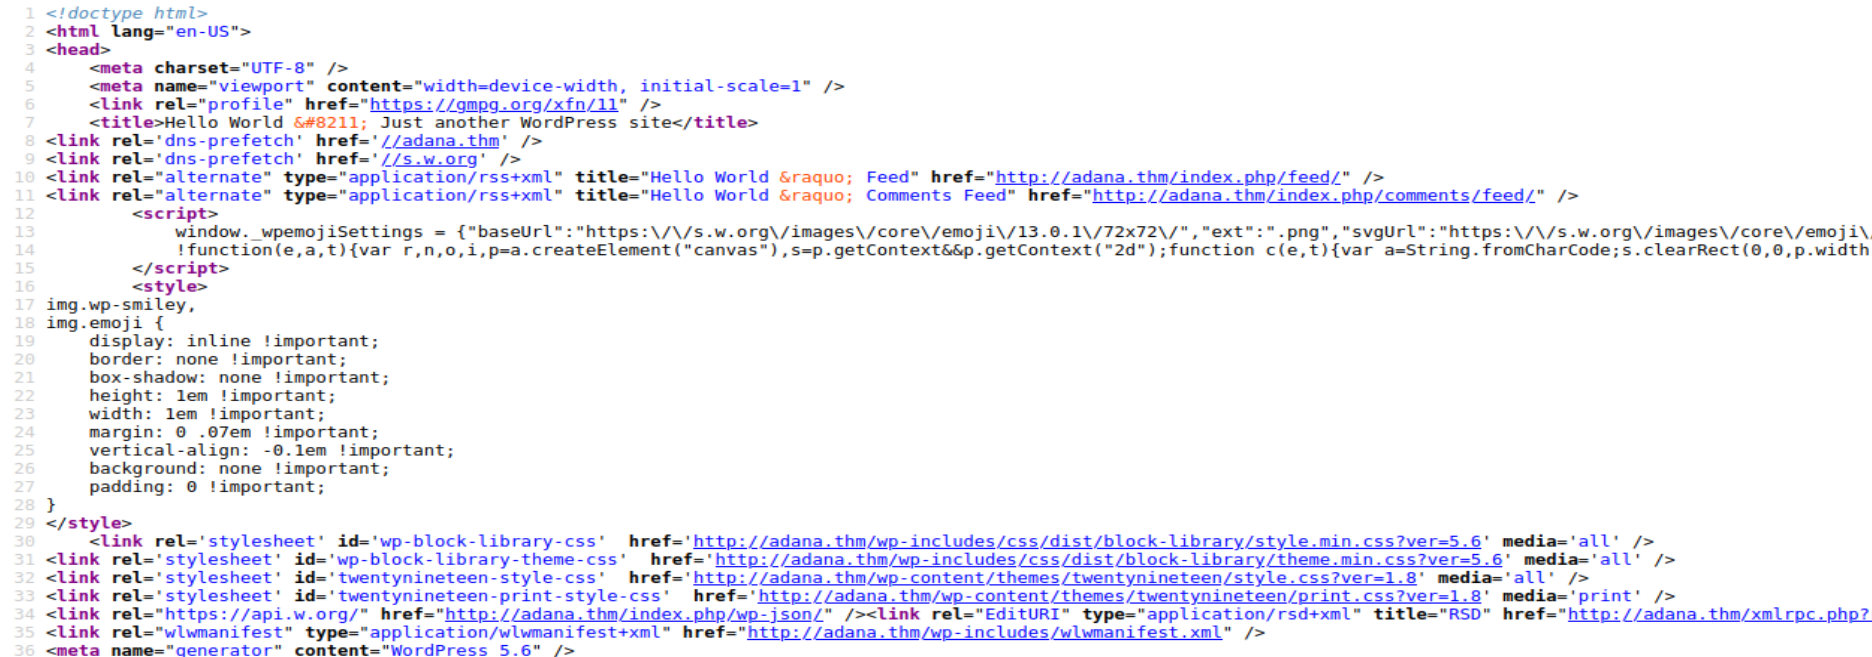 1 <!doctype html>
2 <html lang="en-US">
3 <head>
4 <meta charset="UTF-8" />
5 <meta name="viewport" content="width=device-width, initial-scale=1" />
6 <link rel="profile" href="https://gmpg.org/xfn/11" />
7 <title>Hello World &#8211; Just another WordPress site</title>
8 <link rel='dns-prefetch' href='//adana.thm' />
9 <link rel='dns-prefetch' href='//s.w.org' />
10 <link rel="alternate" type="application/rss+xml" title="Hello World &raquo; Feed" href="http://adana.thm/index.php/feed/" />
11 <link rel="alternate" type="application/rss+xml" title="Hello World &raquo; Comments Feed" href="http://adana.thm/index.php/comments/feed/" />
12 <script>
13 window._wpemojiSettings = {"baseUrl":"https:\/\/s.w.org\/images\/core\/emoji\/13.0.1\/72x72\/","ext":".png","svgUrl":"https:\/\/s.w.org\/images\/core\/emoji\/
14 !function(e,a,t){var r,n,o,i,p=a.createElement("canvas"),s=p.getContext&&p.getContext("2d");function c(e,t){var a=String.fromCharCode;s.clearRect(0,0,p.width
15 </script>
16 <style>
17 img.wp-smiley,
18 img.emoji {
19 display: inline !important;
20 border: none !important;
21 box-shadow: none !important;
22 height: 1em !important;
23 width: 1em !important;
24 margin: 0 .07em !important;
25 vertical-align: -0.1em !important;
26 background: none !important;
27 padding: 0 !important;
28 }
29 </style>
30 <link rel='stylesheet' id='wp-block-library-css' href='http://adana.thm/wp-includes/css/dist/block-library/style.min.css?ver=5.6' media='all' />
31 <link rel='stylesheet' id='wp-block-library-theme-css' href='http://adana.thm/wp-includes/css/dist/block-library/theme.min.css?ver=5.6' media='all' />
32 <link rel='stylesheet' id='twentynineteen-style-css' href='http://adana.thm/wp-content/themes/twentynineteen/style.css?ver=1.8' media='all' />
33 <link rel='stylesheet' id='twentynineteen-print-style-css' href='http://adana.thm/wp-content/themes/twentynineteen/print.css?ver=1.8' media='print' />
34 <link rel="https://api.w.org/" href="http://adana.thm/index.php/wp-json/" /><link rel="EditURI" type="application/rsd+xml" title="RSD" href="http://adana.thm/xmlrpc.php?
35 <link rel="wlwmanifest" type="application/wlwmanifest+xml" href="http://adana.thm/wp-includes/wlwmanifest.xml" />
36 <meta name="generator" content="WordPress 5.6" />